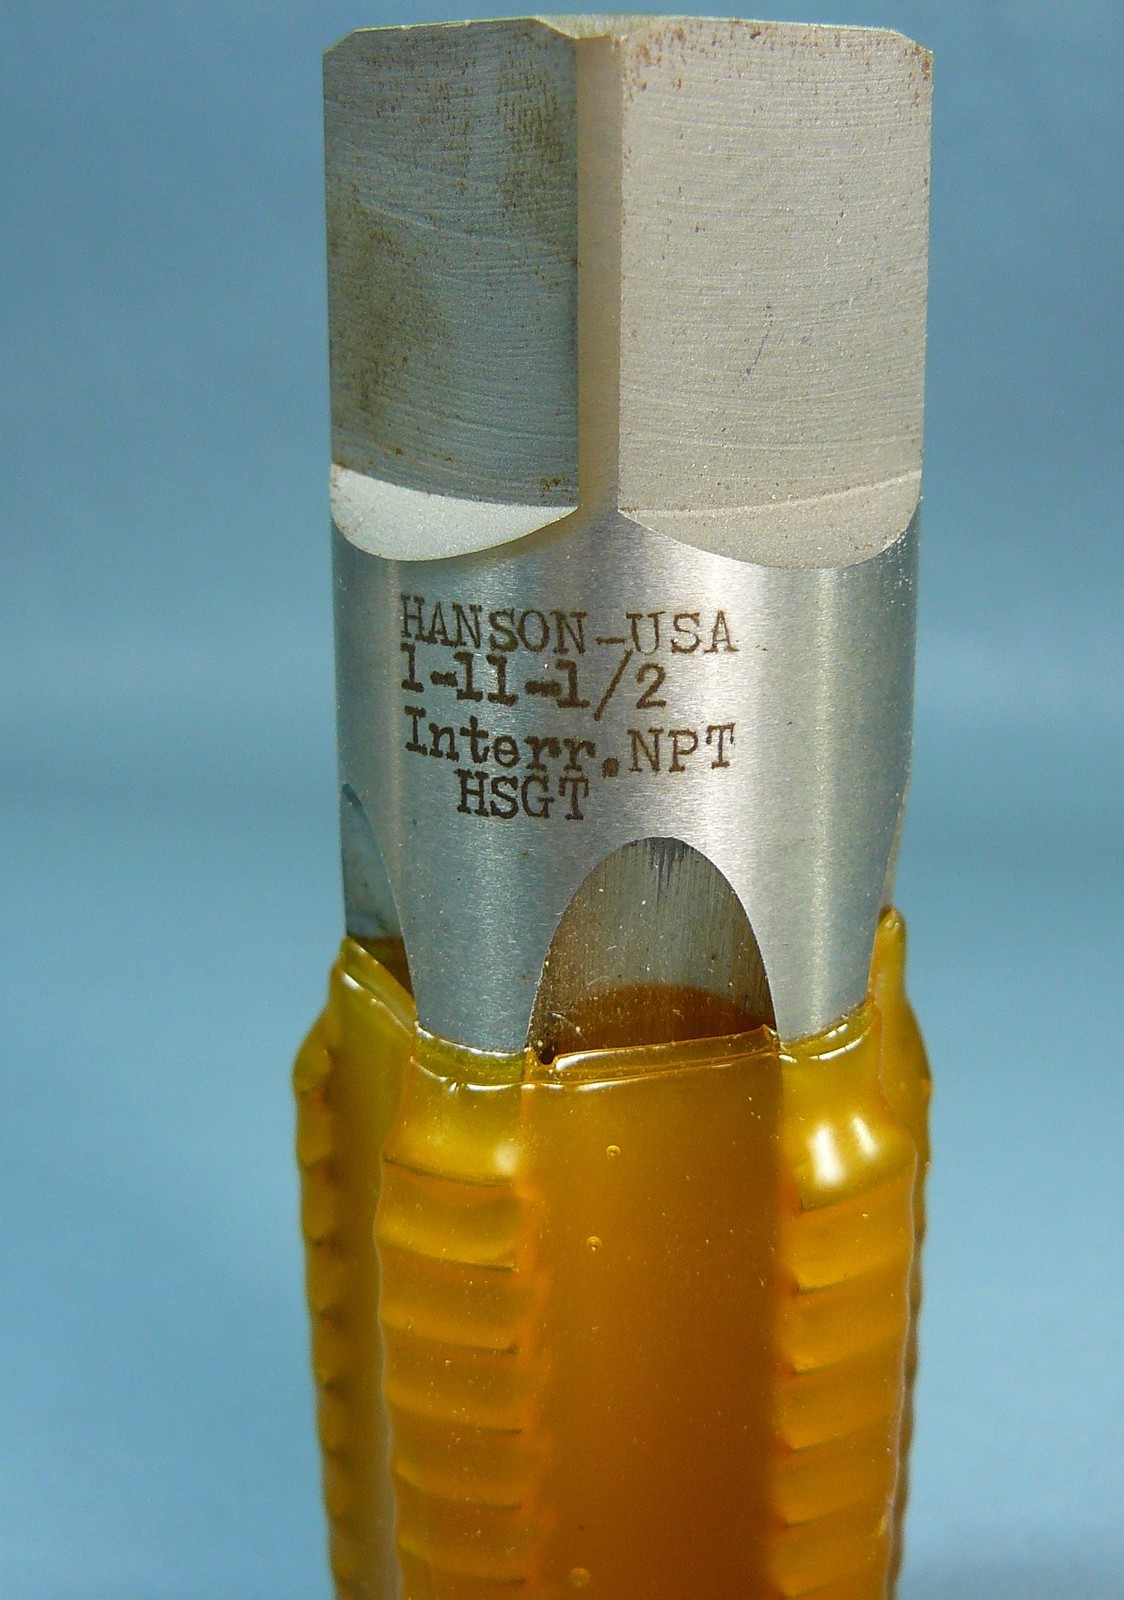 HANSON-USA
1-11-1/2
Interr.NPT
HSGT